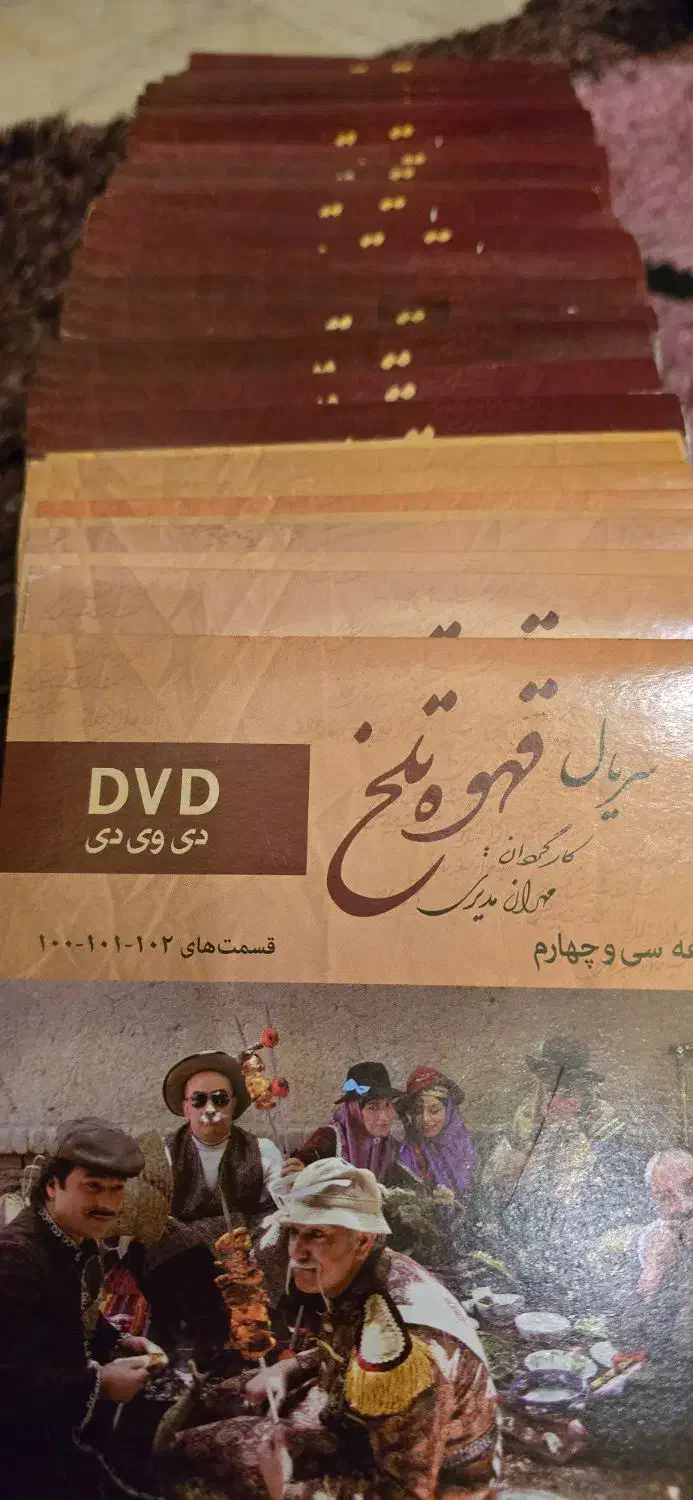 سریال
قهوه تلخ
کارگردان:
مهران مدیری
DVD
دی وی دی
سی و چهارم
قسمت‌های ۱۰۲-۱۰۱-۱۰۰